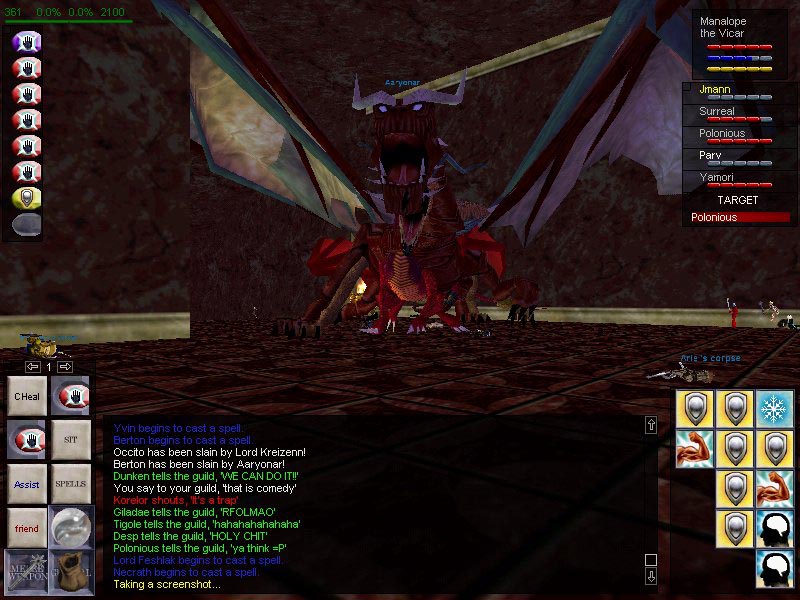 361 0.0% 0.0% 2100
Manalope
the Vicar
Jmann
Surreal
Polonious
Parv
Yamori
TARGET
Polonious
Aaryonar
Arie's corpse
1
CHeal
SIT
Assist
SPELLS
friend
Yvin begins to cast a spell.
Berton begins to cast a spell.
Occito has been slain by Lord Kreizenn!
Berton has been slain by Aaryonar!
Dunken tells the guild, 'WE CAN DO IT!!'
You say to your guild, 'that is comedy'
Korelor shouts, 'It's a trap'
Giladae tells the guild, 'RFOLMAO'
Tigole tells the guild, 'hahahahahahaha'
Desp tells the guild, 'HOLY CHIT'
Polonious tells the guild, 'ya think =P'
Lord Feshlak begins to cast a spell.
Necrath begins to cast a spell.
Taking a screenshot...